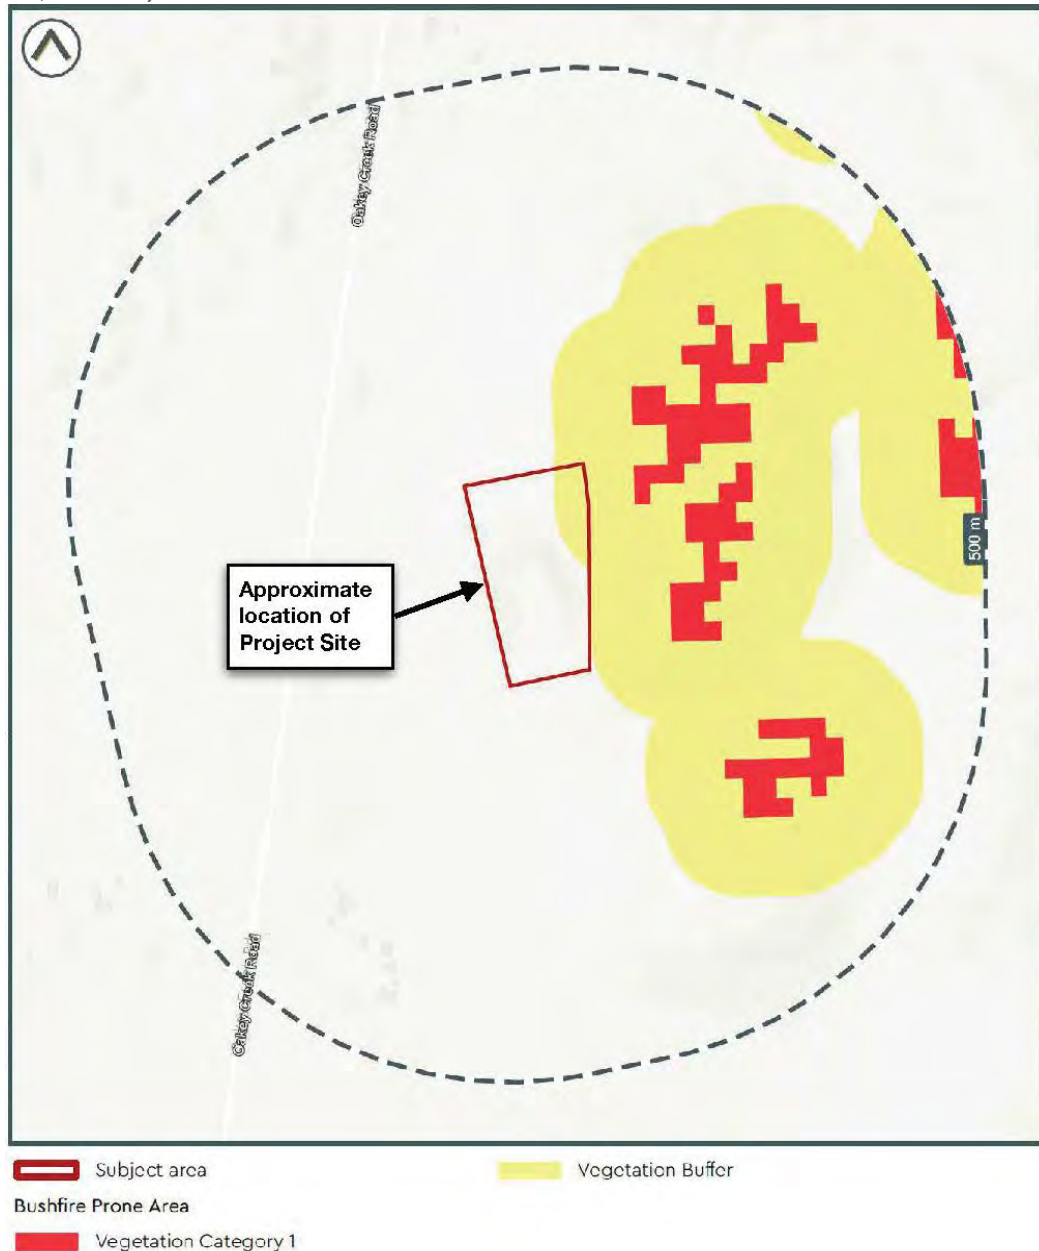 Oakey Creek Road
500 m
Approximate
location of
Project Site
Oakey Creek Road
Subject area
Vegetation Buffer
Bushfire Prone Area
Vegetation Category 1